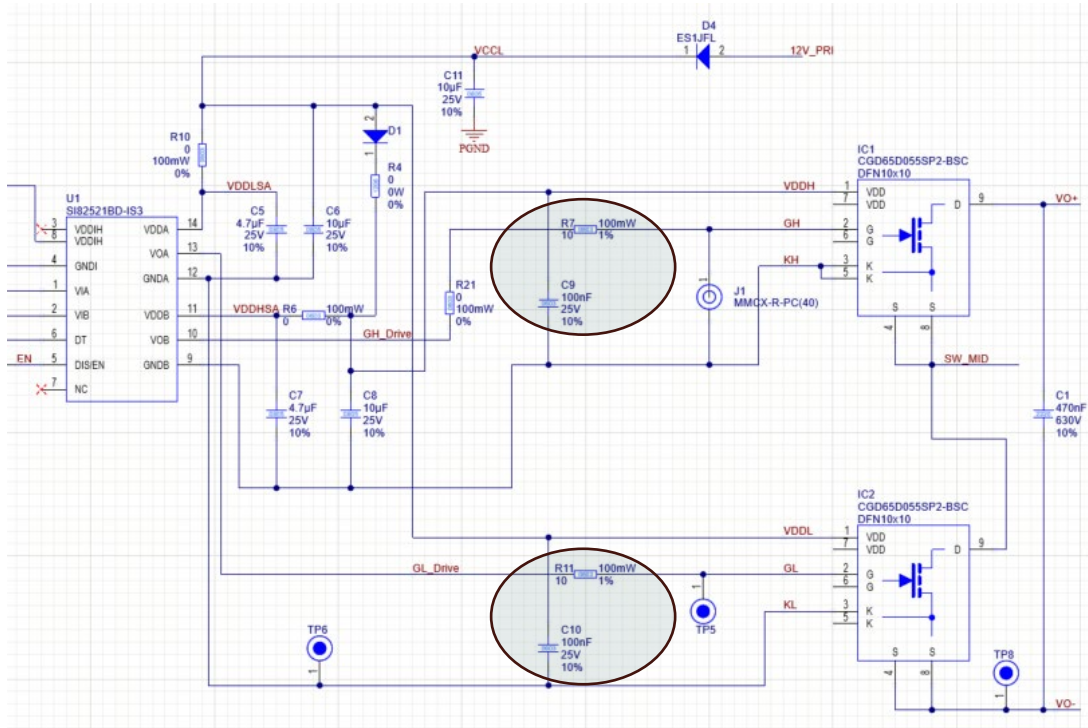 D4
ES1JFL
VCCL
1
2
12V_PRI
C11
10µF
25V
10%
PGND
2
D1
1
R10
0
100mW
0%
R4
0
0W
0%
IC1
CGD65D055SP2-BSC
DFN10x10
VDDLSA
C5
4.7µF
25V
10%
C6
10µF
25V
10%
U1
SI82521BD-IS3
3
VDDIH
8
VDDIH
4
GNDI
1
VIA
2
VIB
6
DT
EN
5
DIS/EN
7
NC
VDDA
14
VOA
13
GNDA
12
VDDB
11
VOB
10
GNDB
9
VDDHSA
R6
0
100mW
0%
GH_Drive
R21
0
100mW
0%
R7
10
100mW
1%
C9
100nF
25V
10%
VDDH
GH
KH
1
J1
MMCX-R-PC(40)
1
VDD
7
VDD
2
G
6
G
3
K
5
K
D
9
S
S
4
8
VO+
SW_MID
C1
470nF
630V
10%
C7
4.7µF
25V
10%
C8
10µF
25V
10%
IC2
CGD65D055SP2-BSC
DFN10x10
VDDL
GL_Drive
R11
10
100mW
1%
GL
KL
1
TP5
C10
100nF
25V
10%
TP6
1
1
VDD
7
VDD
2
G
6
G
3
K
5
K
D
9
S
S
4
8
TP8
1
VO-